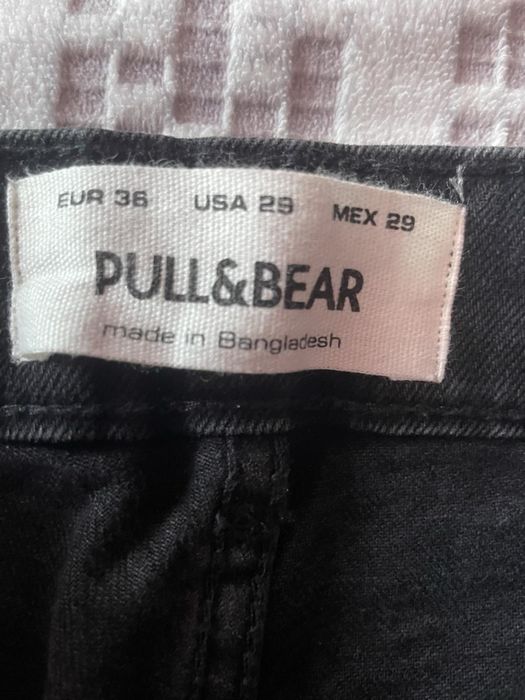 EUR 36 USA 29 MEX 29
PULL&BEAR
made in Bangladesh